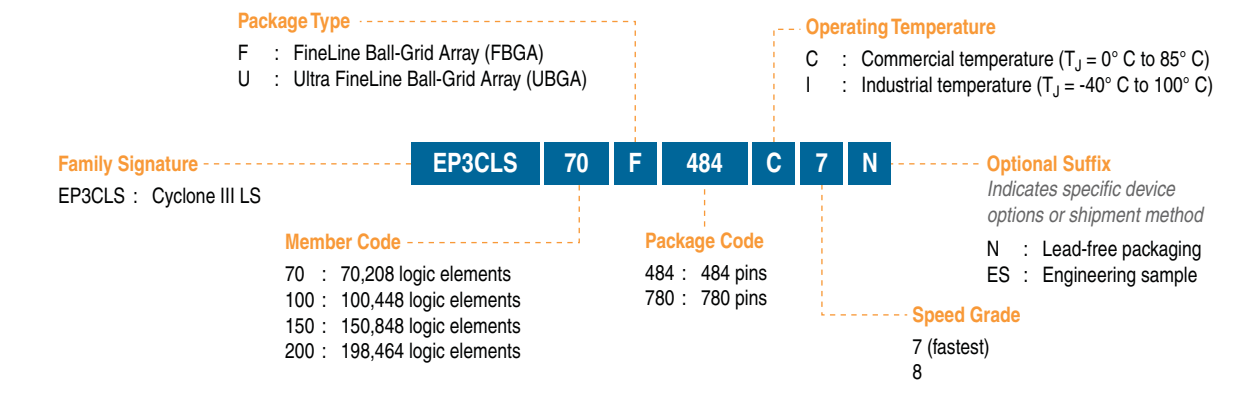 Package Type
F : FineLine Ball-Grid Array (FBGA)
U : Ultra FineLine Ball-Grid Array (UBGA)
Operating Temperature
C : Commercial temperature (TJ = 0° C to 85° C)
I : Industrial temperature (TJ = -40° C to 100° C)
EP3CLS 70 F 484 C 7 N
Family Signature
EP3CLS : Cyclone III LS
Optional Suffix
Indicates specific device
options or shipment method
N : Lead-free packaging
ES : Engineering sample
Member Code
70 : 70,208 logic elements
100 : 100,448 logic elements
150 : 150,848 logic elements
200 : 198,464 logic elements
Package Code
484 : 484 pins
780 : 780 pins
Speed Grade
7 (fastest)
8